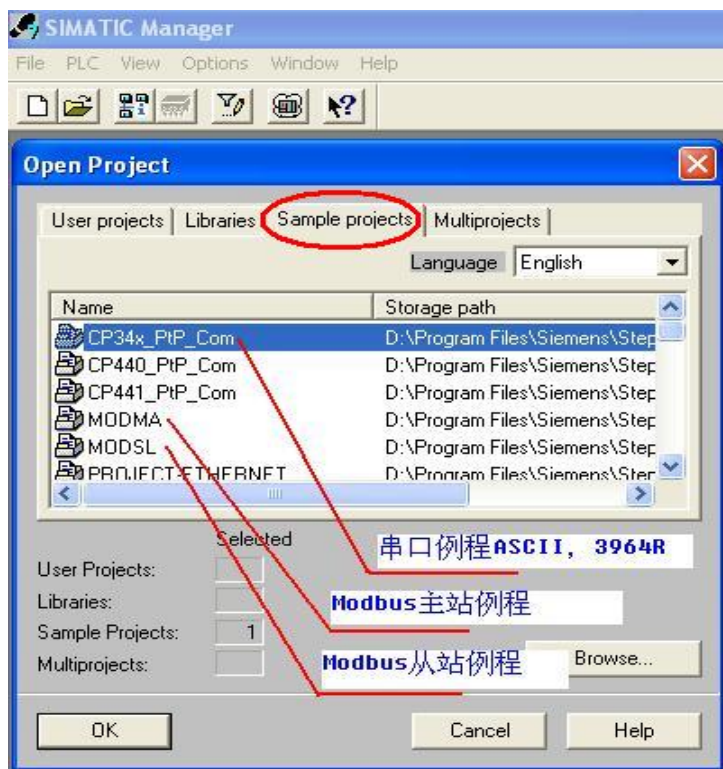 SIMATIC Manager
File PLC View Options Window Help
Open Project
User projects Libraries Sample projects Multiprojects
Language English
Name Storage path
CP34x_PtP_Com D:\Program Files\Siemens\Step
CP440_PtP_Com D:\Program Files\Siemens\Step
CP441_PtP_Com D:\Program Files\Siemens\Step
MODMA D:\Program Files\Siemens\Step
MODSL D:\Program Files\Siemens\Step
PROJECT-ETHERNET D:\Program Files\Siemens\Step
Selected
串口例程ASCII, 3964R
User Projects:
Libraries:
Modbus主站例程
Sample Projects: 1
Multiprojects:
Modbus从站例程
Browse...
OK Cancel Help